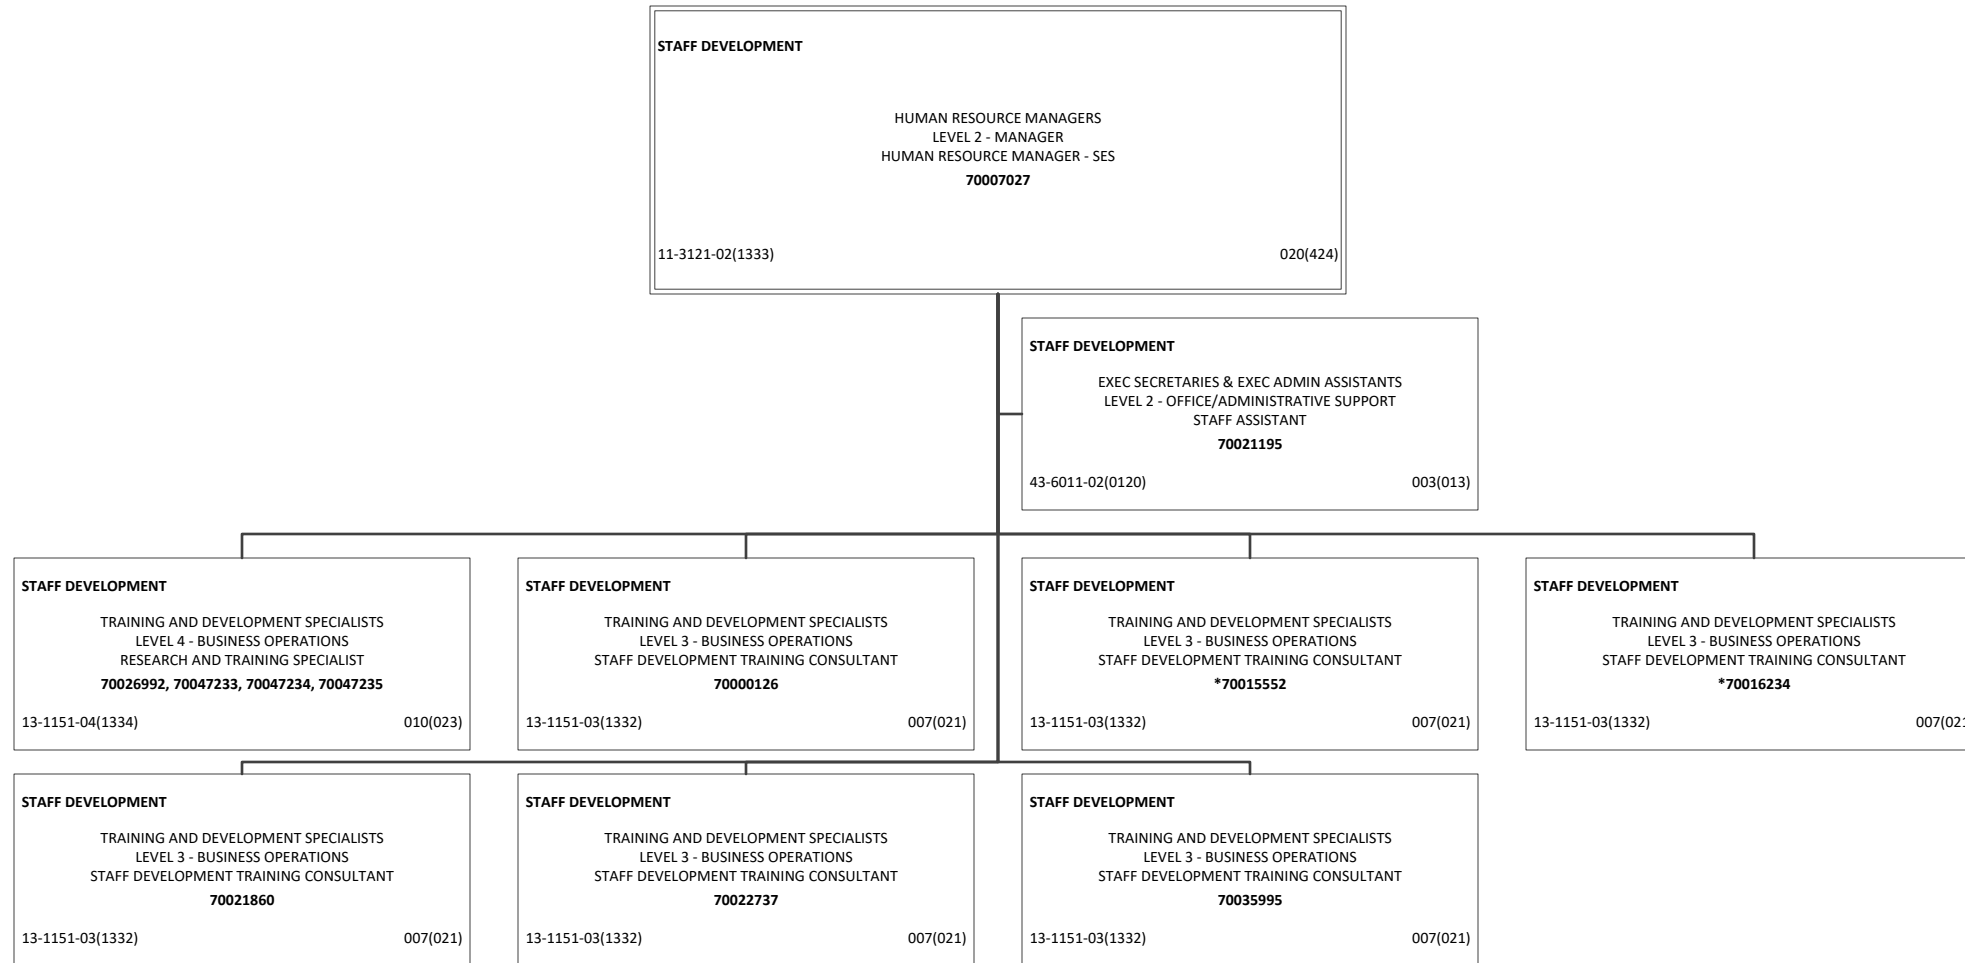 STAFF DEVELOPMENT
HUMAN RESOURCE MANAGERS
LEVEL 2 - MANAGER
HUMAN RESOURCE MANAGER - SES
70007027
11-3121-02(1333)
020(424)
STAFF DEVELOPMENT
EXEC SECRETARIES & EXEC ADMIN ASSISTANTS
LEVEL 2 - OFFICE/ADMINISTRATIVE SUPPORT
STAFF ASSISTANT
70021195
43-6011-02(0120)
003(013)
STAFF DEVELOPMENT
TRAINING AND DEVELOPMENT SPECIALISTS
LEVEL 4 - BUSINESS OPERATIONS
RESEARCH AND TRAINING SPECIALIST
70026992, 70047233, 70047234, 70047235
13-1151-04(1334)
010(023)
STAFF DEVELOPMENT
TRAINING AND DEVELOPMENT SPECIALISTS
LEVEL 3 - BUSINESS OPERATIONS
STAFF DEVELOPMENT TRAINING CONSULTANT
70000126
13-1151-03(1332)
007(021)
STAFF DEVELOPMENT
TRAINING AND DEVELOPMENT SPECIALISTS
LEVEL 3 - BUSINESS OPERATIONS
STAFF DEVELOPMENT TRAINING CONSULTANT
*70015552
13-1151-03(1332)
007(021)
STAFF DEVELOPMENT
TRAINING AND DEVELOPMENT SPECIALISTS
LEVEL 3 - BUSINESS OPERATIONS
STAFF DEVELOPMENT TRAINING CONSULTANT
*70016234
13-1151-03(1332)
007(021
STAFF DEVELOPMENT
TRAINING AND DEVELOPMENT SPECIALISTS
LEVEL 3 - BUSINESS OPERATIONS
STAFF DEVELOPMENT TRAINING CONSULTANT
70021860
13-1151-03(1332)
007(021)
STAFF DEVELOPMENT
TRAINING AND DEVELOPMENT SPECIALISTS
LEVEL 3 - BUSINESS OPERATIONS
STAFF DEVELOPMENT TRAINING CONSULTANT
70022737
13-1151-03(1332)
007(021)
STAFF DEVELOPMENT
TRAINING AND DEVELOPMENT SPECIALISTS
LEVEL 3 - BUSINESS OPERATIONS
STAFF DEVELOPMENT TRAINING CONSULTANT
70035995
13-1151-03(1332)
007(021)